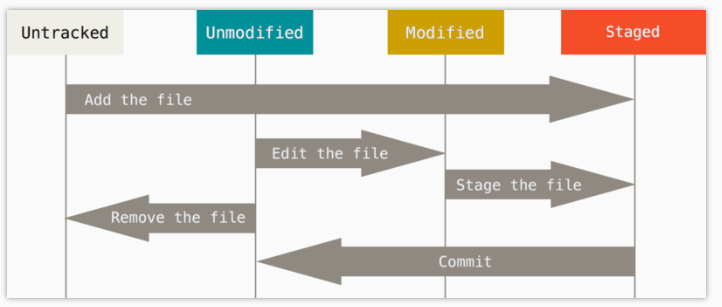 Untracked
Unmodified
Modified
Staged
Add the file
Edit the file
Stage the file
Remove the file
Commit